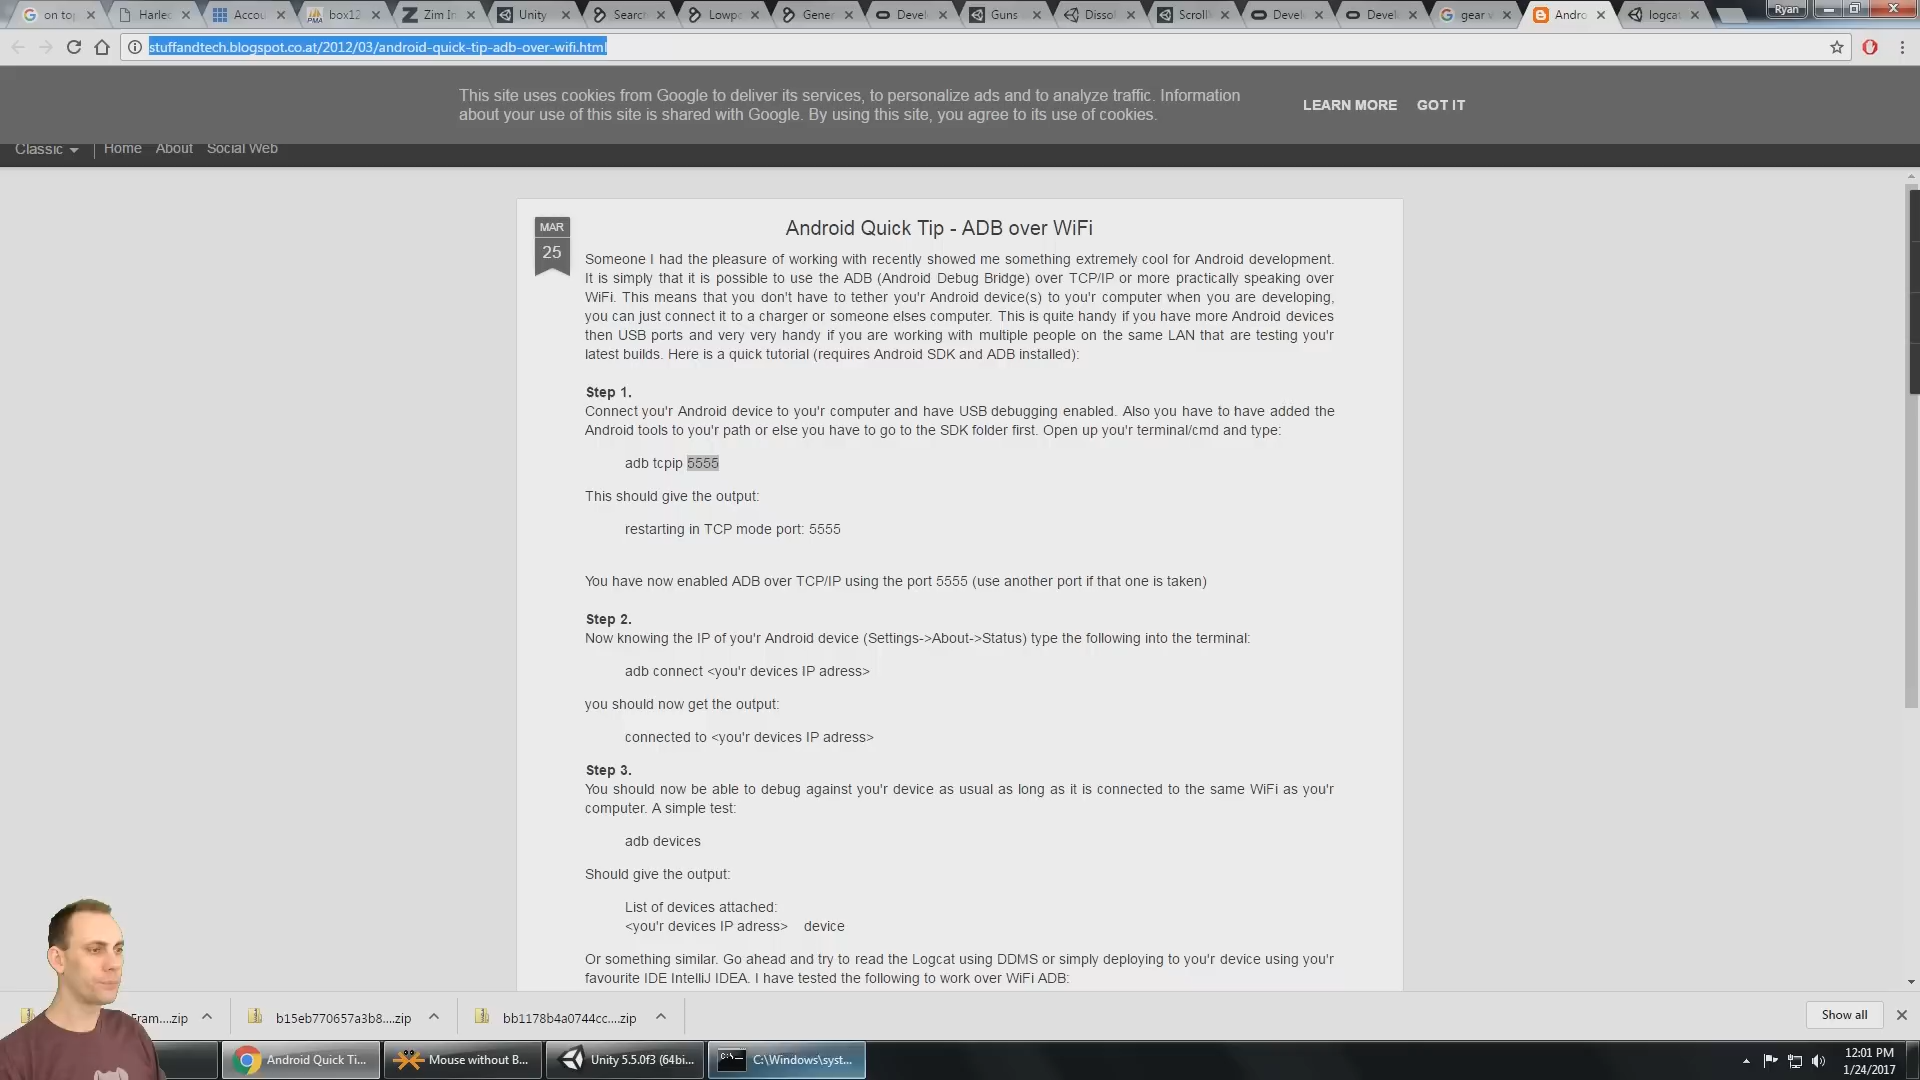 on top
Harlec
Accou
box12
Zim In
Unity
Searc
Lowp
Gene
Devel
Guns
Disso
Scroll
Devel
Devel
gear v
Andro
logca
Ryan
stuffandtech.blogspot.co.at/2012/03/android-quick-tip-adb-over-wifi.html
This site uses cookies from Google to deliver its services, to personalize ads and to analyze traffic. Information
about your use of this site is shared with Google. By using this site, you agree to its use of cookies.
LEARN MORE GOT IT
Classic Home About Social Web
MAR
25
Android Quick Tip - ADB over WiFi
Someone I had the pleasure of working with recently showed me something extremely cool for Android development.
It is simply that it is possible to use the ADB (Android Debug Bridge) over TCP/IP or more practically speaking over
WiFi. This means that you don't have to tether you'r Android device(s) to you'r computer when you are developing,
you can just connect it to a charger or someone elses computer. This is quite handy if you have more Android devices
then USB ports and very very handy if you are working with multiple people on the same LAN that are testing you'r
latest builds. Here is a quick tutorial (requires Android SDK and ADB installed):
Step 1.
Connect you'r Android device to you'r computer and have USB debugging enabled. Also you have to have added the
Android tools to you'r path or else you have to go to the SDK folder first. Open up you'r terminal/cmd and type:
adb tcpip 5555
This should give the output:
restarting in TCP mode port: 5555
You have now enabled ADB over TCP/IP using the port 5555 (use another port if that one is taken)
Step 2.
Now knowing the IP of you'r Android device (Settings->About->Status) type the following into the terminal:
adb connect <you'r devices IP adress>
you should now get the output:
connected to <you'r devices IP adress>
Step 3.
You should now be able to debug against you'r device as usual as long as it is connected to the same WiFi as you'r
computer. A simple test:
adb devices
Should give the output:
List of devices attached:
<you'r devices IP adress> device
Or something similar. Go ahead and try to read the Logcat using DDMS or simply deploying to you'r device using you'r
favourite IDE IntelliJ IDEA. I have tested the following to work over WiFi ADB:
Fram....zip
b15eb770657a3b8....zip
bb1178b4a0744cc....zip
Show all
Android Quick Ti...
Mouse without B...
Unity 5.5.0f3 (64bi...
C:\Windows\syst...
12:01 PM
1/24/2017